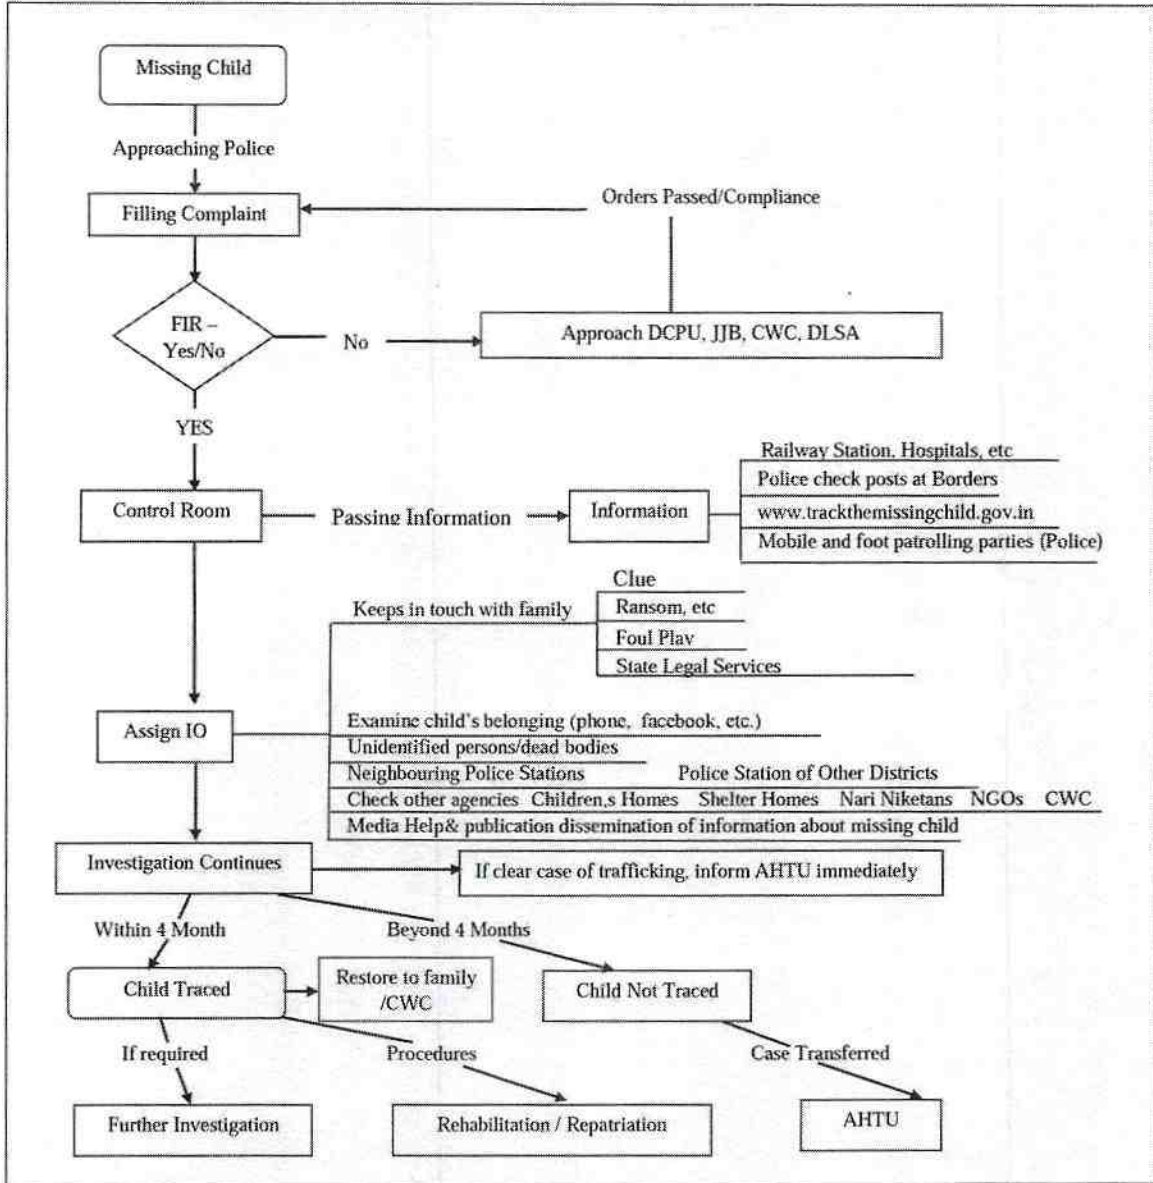 Missing Child
Approaching Police
Filling Complaint
Orders Passed/Compliance
FIR –
Yes/No
No
Approach DCPU, JJB, CWC, DLSA
YES
Control Room
Passing Information
Information
Railway Station, Hospitals, etc
Police check posts at Borders
www.trackthemissingchild.gov.in
Mobile and foot patrolling parties (Police)
Keeps in touch with family
Clue
Ransom, etc
Foul Play
State Legal Services
Assign IO
Examine child's belonging (phone, facebook, etc.)
Unidentified persons/dead bodies
Neighbouring Police Stations Police Station of Other Districts
Check other agencies Children,s Homes Shelter Homes Nari Niketans NGOs CWC
Media Help& publication dissemination of information about missing child
Investigation Continues
If clear case of trafficking, inform AHTU immediately
Within 4 Month
Beyond 4 Months
Child Traced
Restore to family
/CWC
Child Not Traced
If required
Procedures
Case Transferred
Further Investigation
Rehabilitation / Repatriation
AHTU